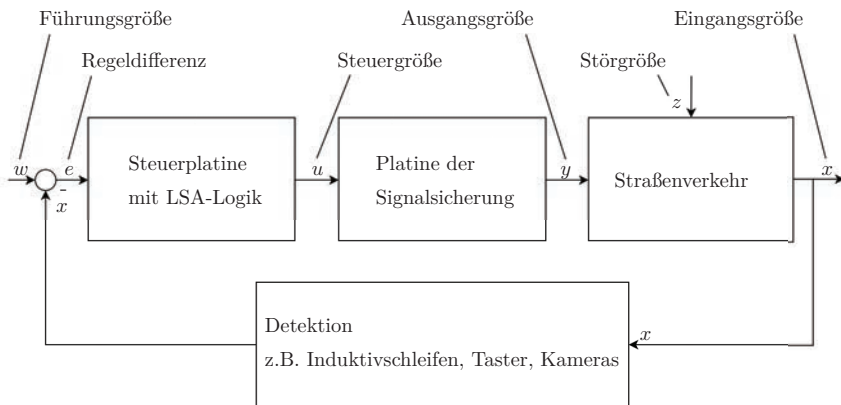 Führungsgröße
Ausgangsgröße
Eingangsgröße
Regeldifferenz
Steuergröße
Störgröße
z
w
e
-
x
Steuerplatine
mit LSA-Logik
u
Platine der
Signalsicherung
y
Straßenverkehr
x
Detektion
z.B. Induktivschleifen, Taster, Kameras
x